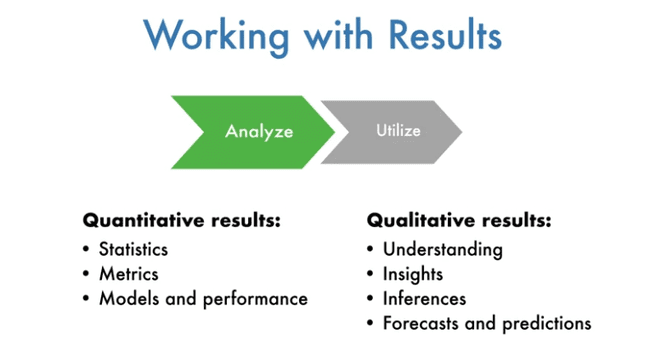 Working with Results
Analyze
Utilize
Quantitative results:
• Statistics
• Metrics
• Models and performance
Qualitative results:
• Understanding
• Insights
• Inferences
• Forecasts and predictions